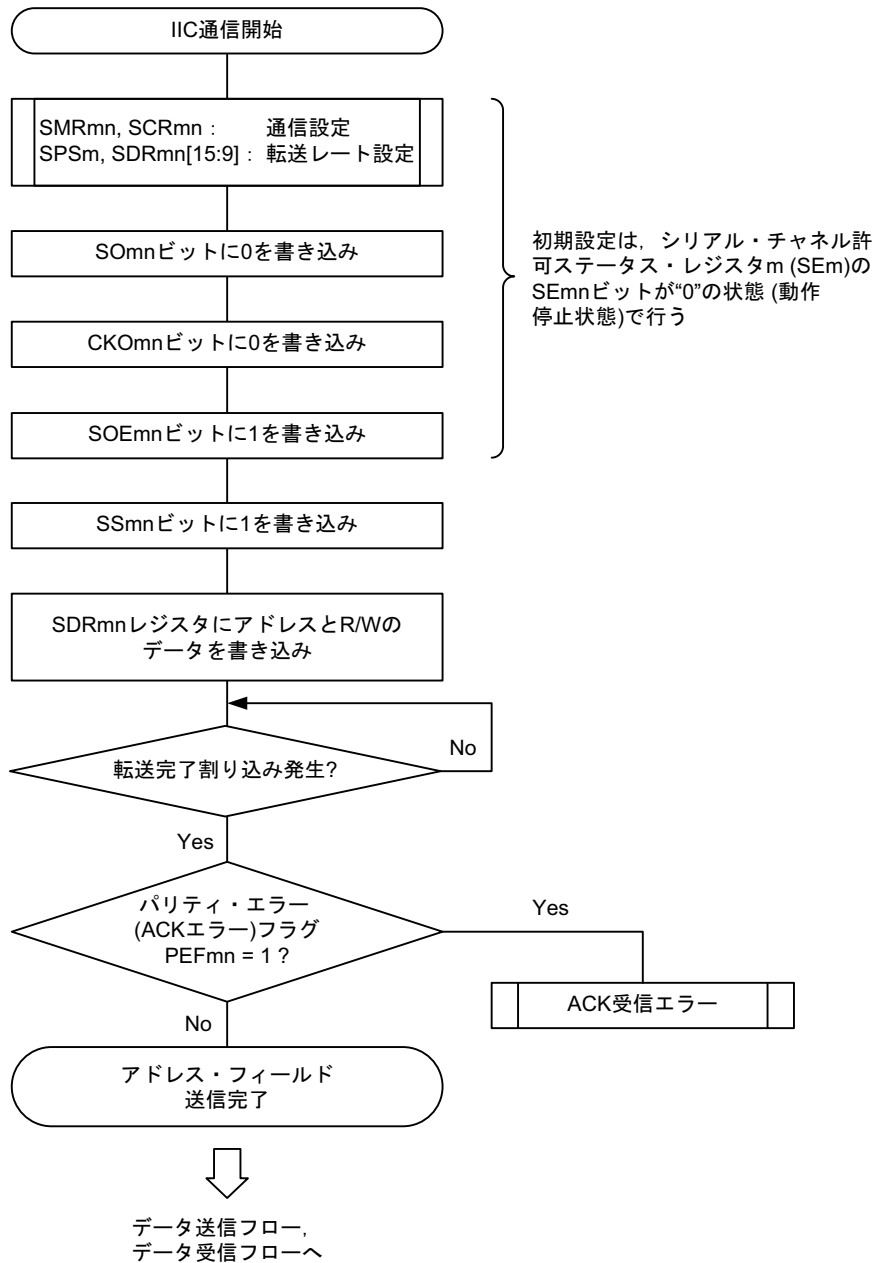 IIC通信開始
SMRmn, SCRmn： 通信設定
SPSm, SDRmn[15:9]：転送レート設定
SOmnビットに0を書き込み
CKOmnビットに0を書き込み
SOEmnビットに1を書き込み
初期設定は，シリアル・チャネル許
可ステータス・レジスタm (SEm)の
SEmnビットが“0”の状態 (動作
停止状態)で行う
SSmnビットに1を書き込み
SDRmnレジスタにアドレスとR/Wの
データを書き込み
転送完了割り込み発生?
No
Yes
パリティ・エラー
(ACKエラー)フラグ
PEFmn = 1 ?
Yes
ACK受信エラー
No
アドレス・フィールド
送信完了
データ送信フロー，
データ受信フローへ